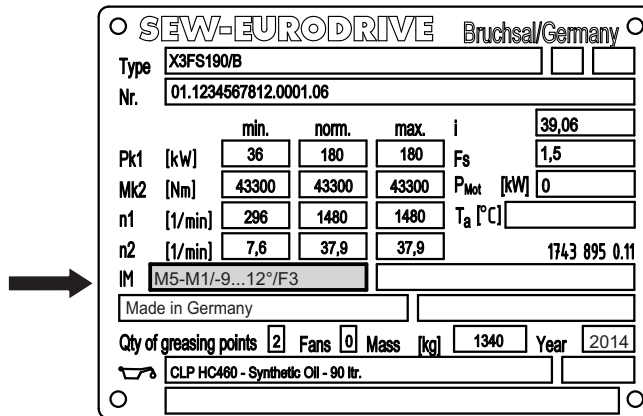 SEW-EURODRIVE Bruchsal/Germany
Type X3FS190/B
Nr. 01.1234567812.0001.06
min. norm. max. i 39,06
Pk1 [kW] 36 180 180 Fs 1,5
Mk2 [Nm] 43300 43300 43300 PMot [kW] 0
n1 [1/min] 296 1480 1480 Ta [°C]
n2 [1/min] 7,6 37,9 37,9 1743 895 0.11
IM M5-M1/-9...12°/F3
Made in Germany
Qty of greasing points 2 Fans 0 Mass [kg] 1340 Year 2014
CLP HC460 - Synthetic Oil - 90 ltr.